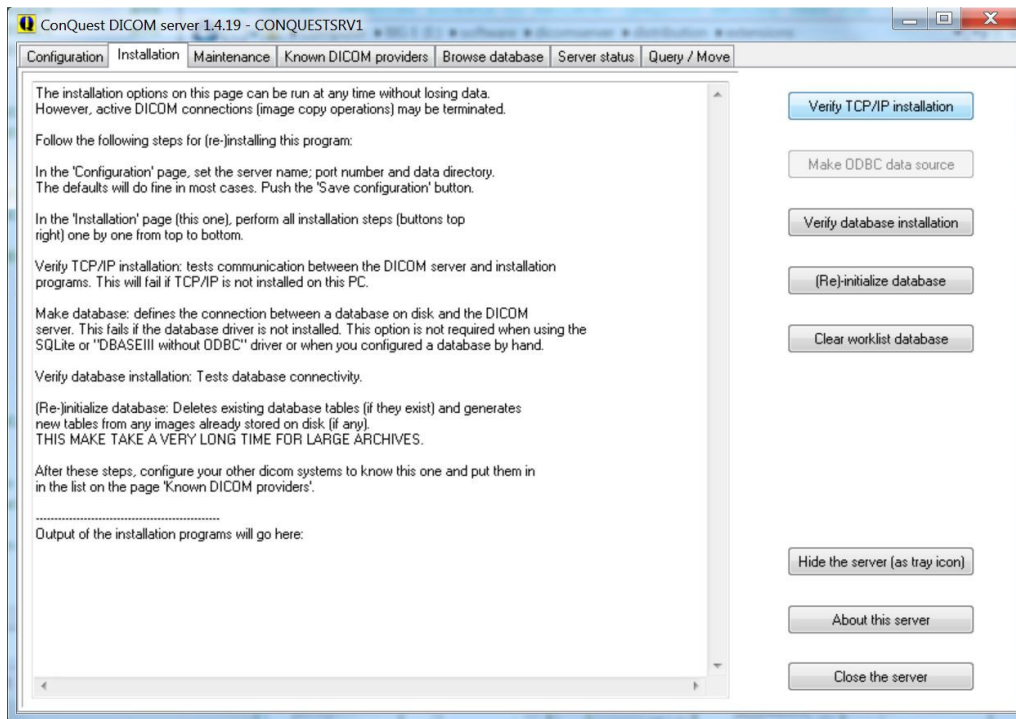 ConQuest DICOM server 1.4.19 - CONQUESTSRV1
Configuration Installation Maintenance Known DICOM providers Browse database Server status Query / Move
The installation options on this page can be run at any time without losing data.
However, active DICOM connections (image copy operations) may be terminated.
Follow the following steps for (re-)installing this program:
In the 'Configuration' page, set the server name; port number and data directory.
The defaults will do fine in most cases. Push the 'Save configuration' button.
In the 'Installation' page (this one), perform all installation steps (buttons top
right) one by one from top to bottom.
Verify TCP/IP installation: tests communication between the DICOM server and installation
programs. This will fail if TCP/IP is not installed on this PC.
Make database: defines the connection between a database on disk and the DICOM
server. This fails if the database driver is not installed. This option is not required when using the
SQLite or "DBASEIII without ODBC" driver or when you configured a database by hand.
Verify database installation: Tests database connectivity.
(Re-)initialize database: Deletes existing database tables (if they exist) and generates
new tables from any images already stored on disk (if any).
THIS MAKE TAKE A VERY LONG TIME FOR LARGE ARCHIVES.
After these steps, configure your other dicom systems to know this one and put them in
in the list on the page 'Known DICOM providers'.
--------------------------------------------------
Output of the installation programs will go here:
Verify TCP/IP installation
Make ODBC data source
Verify database installation
(Re)-initialize database
Clear worklist database
Hide the server (as tray icon)
About this server
Close the server